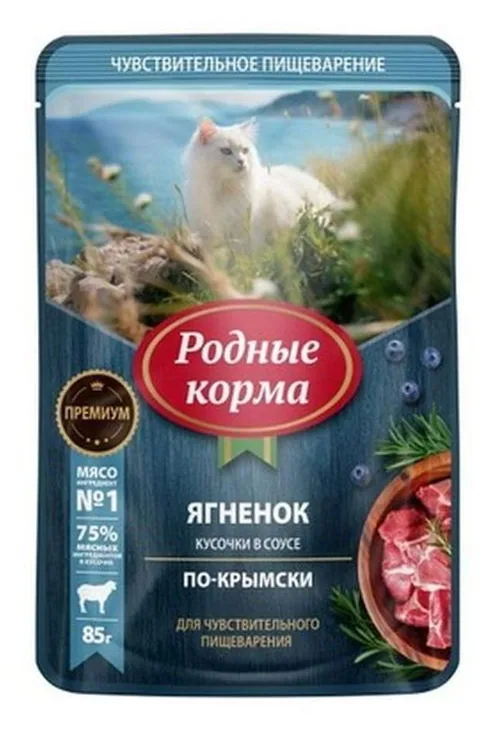 ЧУВСТВИТЕЛЬНОЕ ПИЩЕВАРЕНИЕ
Родные
корма
ПРЕМИУМ
МЯСО
ИНГРЕДИЕНТ
№1
75%
МЯСНЫХ
ИНГРЕДИЕНТОВ
В КУСОЧКЕ
85г
ЯГНЕНОК
КУСОЧКИ В СОУСЕ
ПО-КРЫМСКИ
ДЛЯ ЧУВСТВИТЕЛЬНОГО
ПИЩЕВАРЕНИЯ